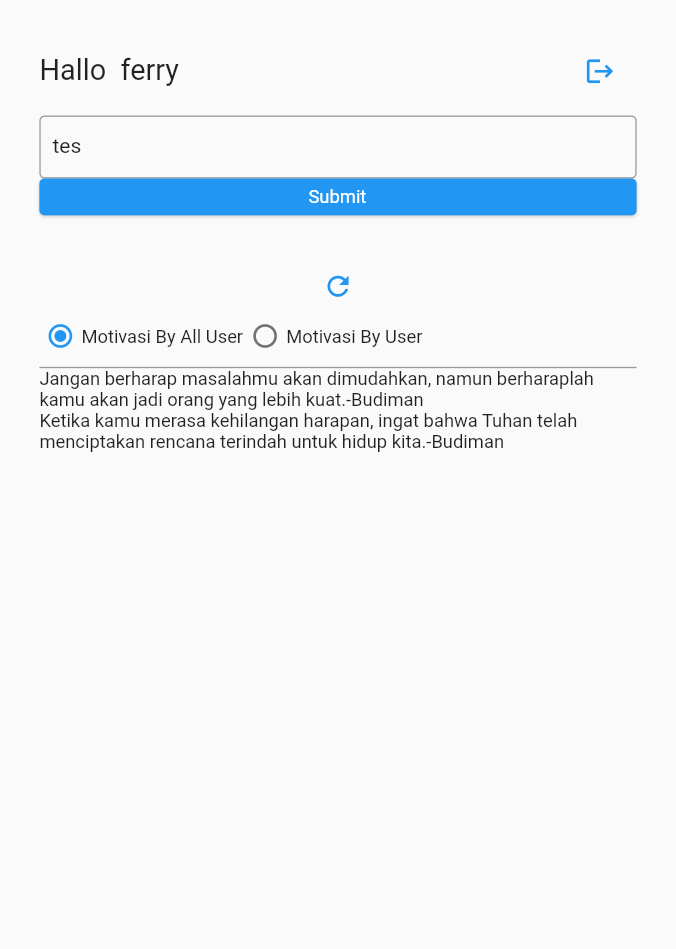 Hallo  ferry
tes
Submit
Motivasi By All User
Motivasi By User
Jangan berharap masalahmu akan dimudahkan, namun berharaplah
kamu akan jadi orang yang lebih kuat.-Budiman
Ketika kamu merasa kehilangan harapan, ingat bahwa Tuhan telah
menciptakan rencana terindah untuk hidup kita.-Budiman